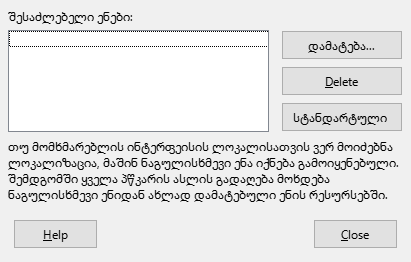 შესაძლებელი ენები:
დამატება...
Delete
სტანდარტული
თუ მომხმარებლის ინტერფეისის ლოკალისათვის ვერ მოიძებნა
ლოკალიზაცია, მაშინ ნაგულისხმევი ენა იქნება გამოიყენებული.
შემდგომში ყველა პწკარის ასლის გადაღება მოხდება
ნაგულისხმევი ენიდან ახლად დამატებული ენის რესურსებში.
Help
Close